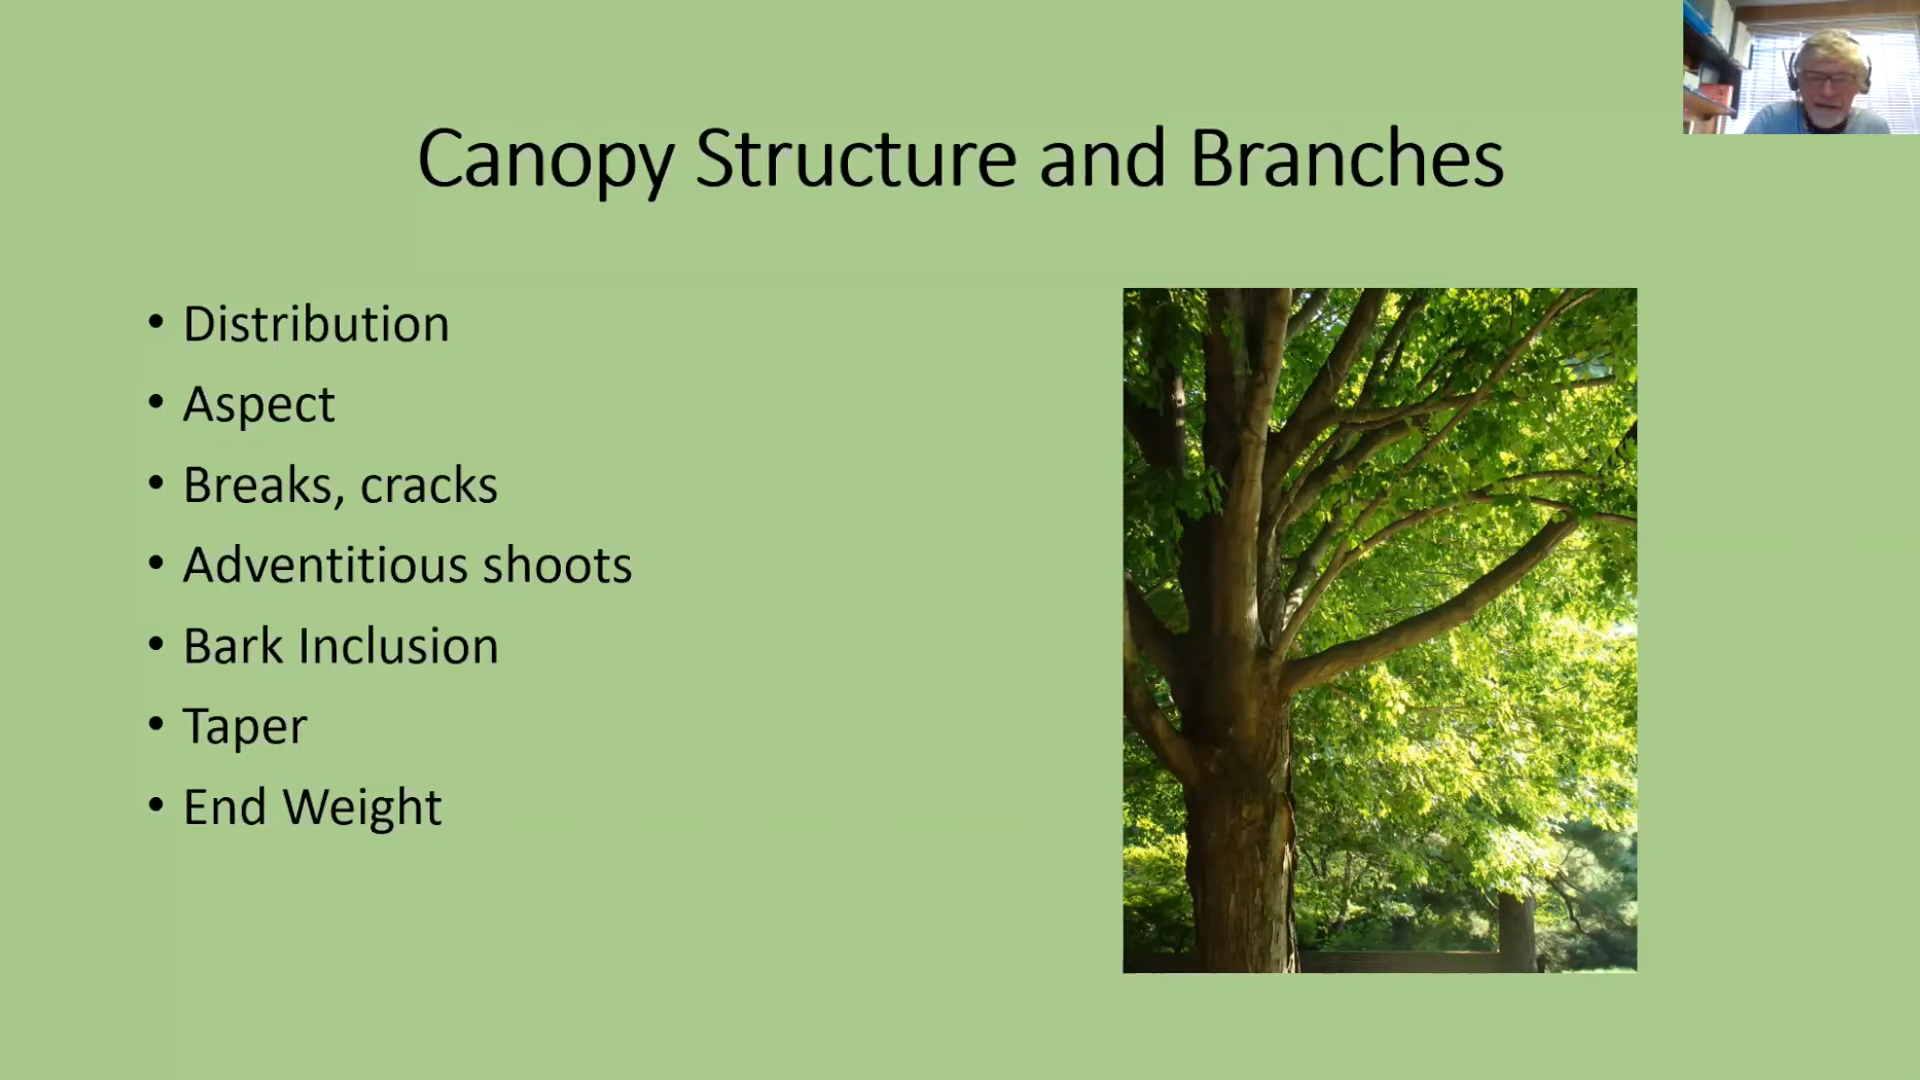 Canopy Structure and Branches
• Distribution
• Aspect
• Breaks, cracks
• Adventitious shoots
• Bark Inclusion
• Taper
• End Weight